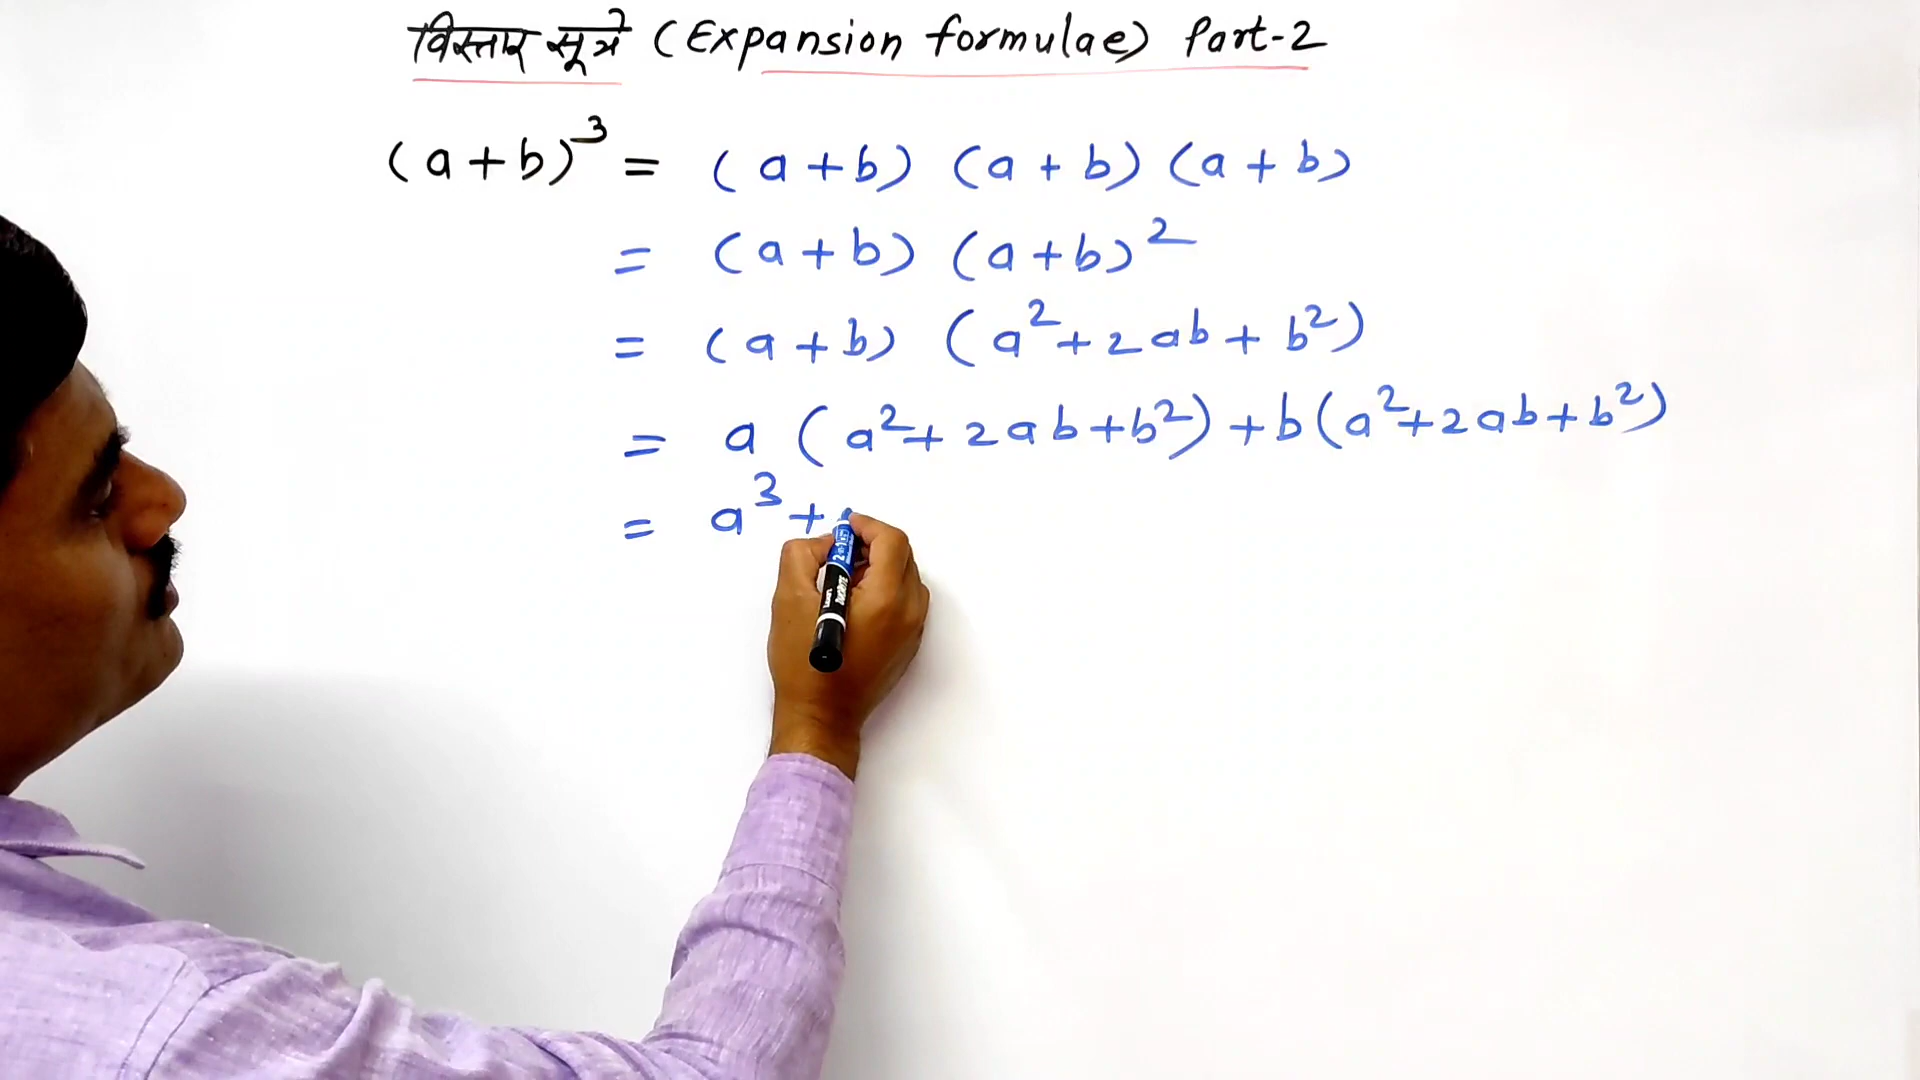 विस्तार सूत्रे (Expansion formulae) Part-2
(a+b)³ = (a+b) (a+b) (a+b)
= (a+b) (a+b)²
= (a+b) (a²+2ab+b²)
= a (a²+2ab+b²)+b(a²+2ab+b²)
= a³+